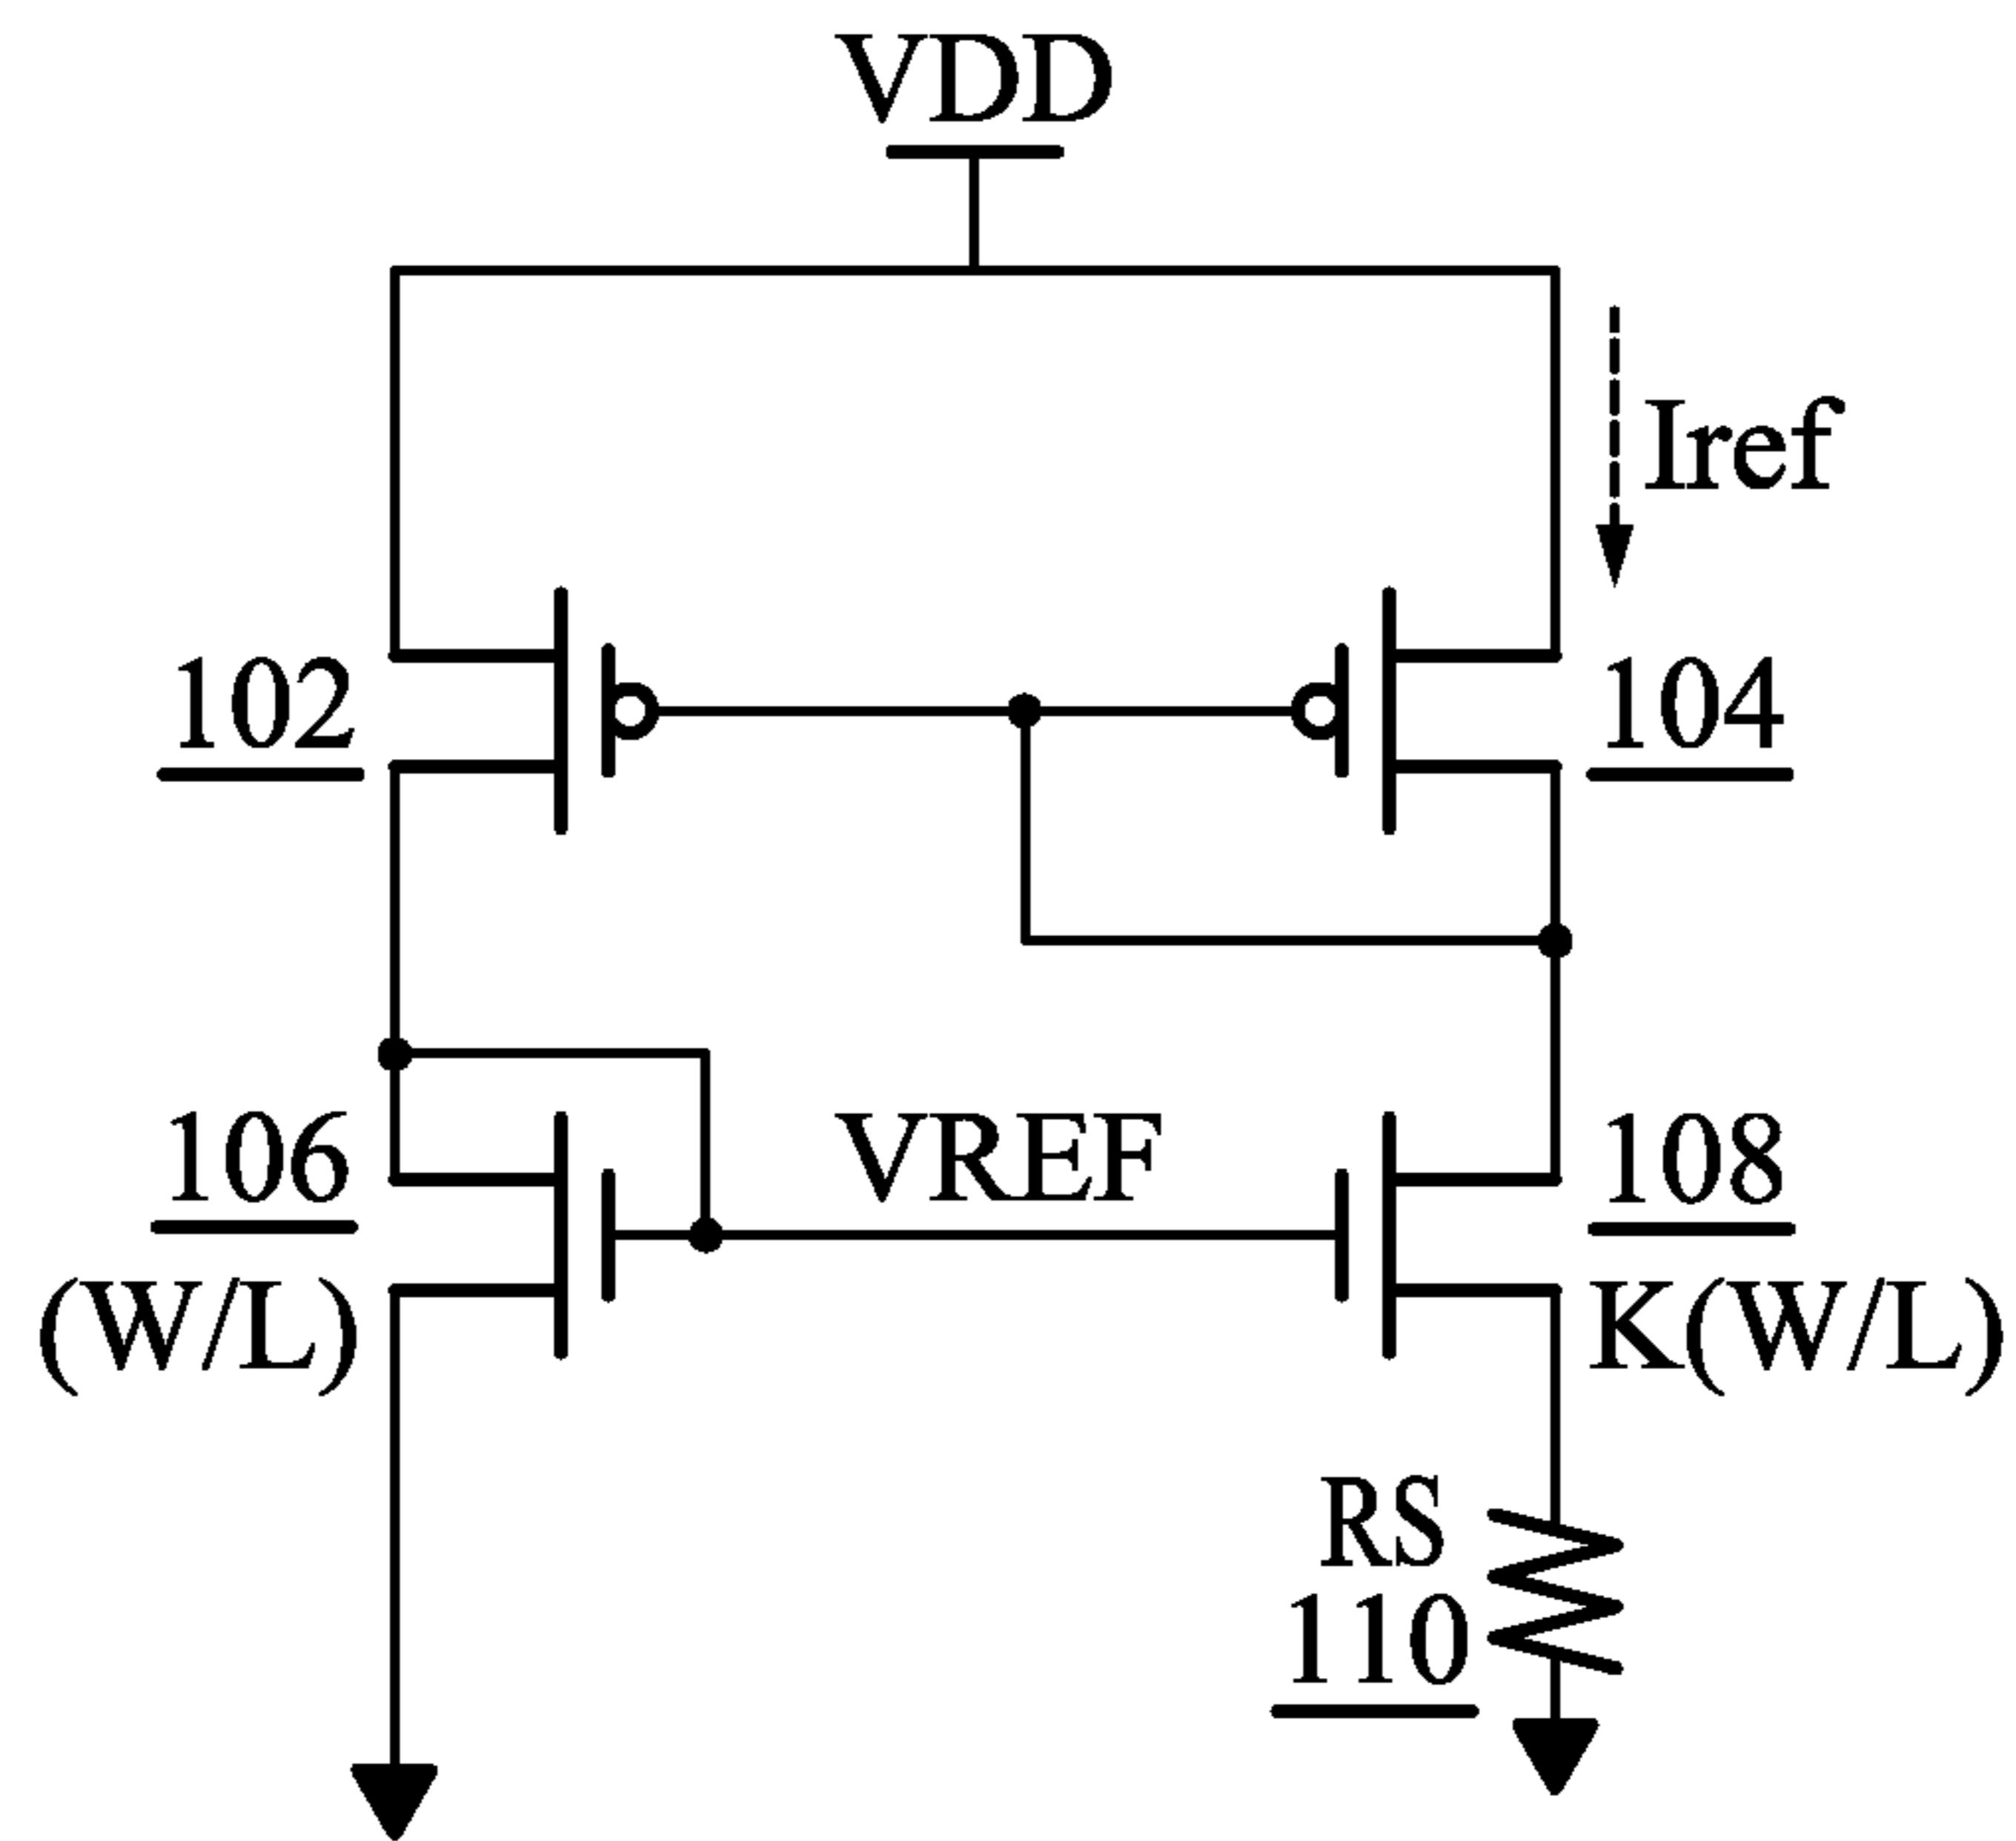 VDD
Iref
102
104
106
(W/L)
VREF
108
K(W/L)
RS
110